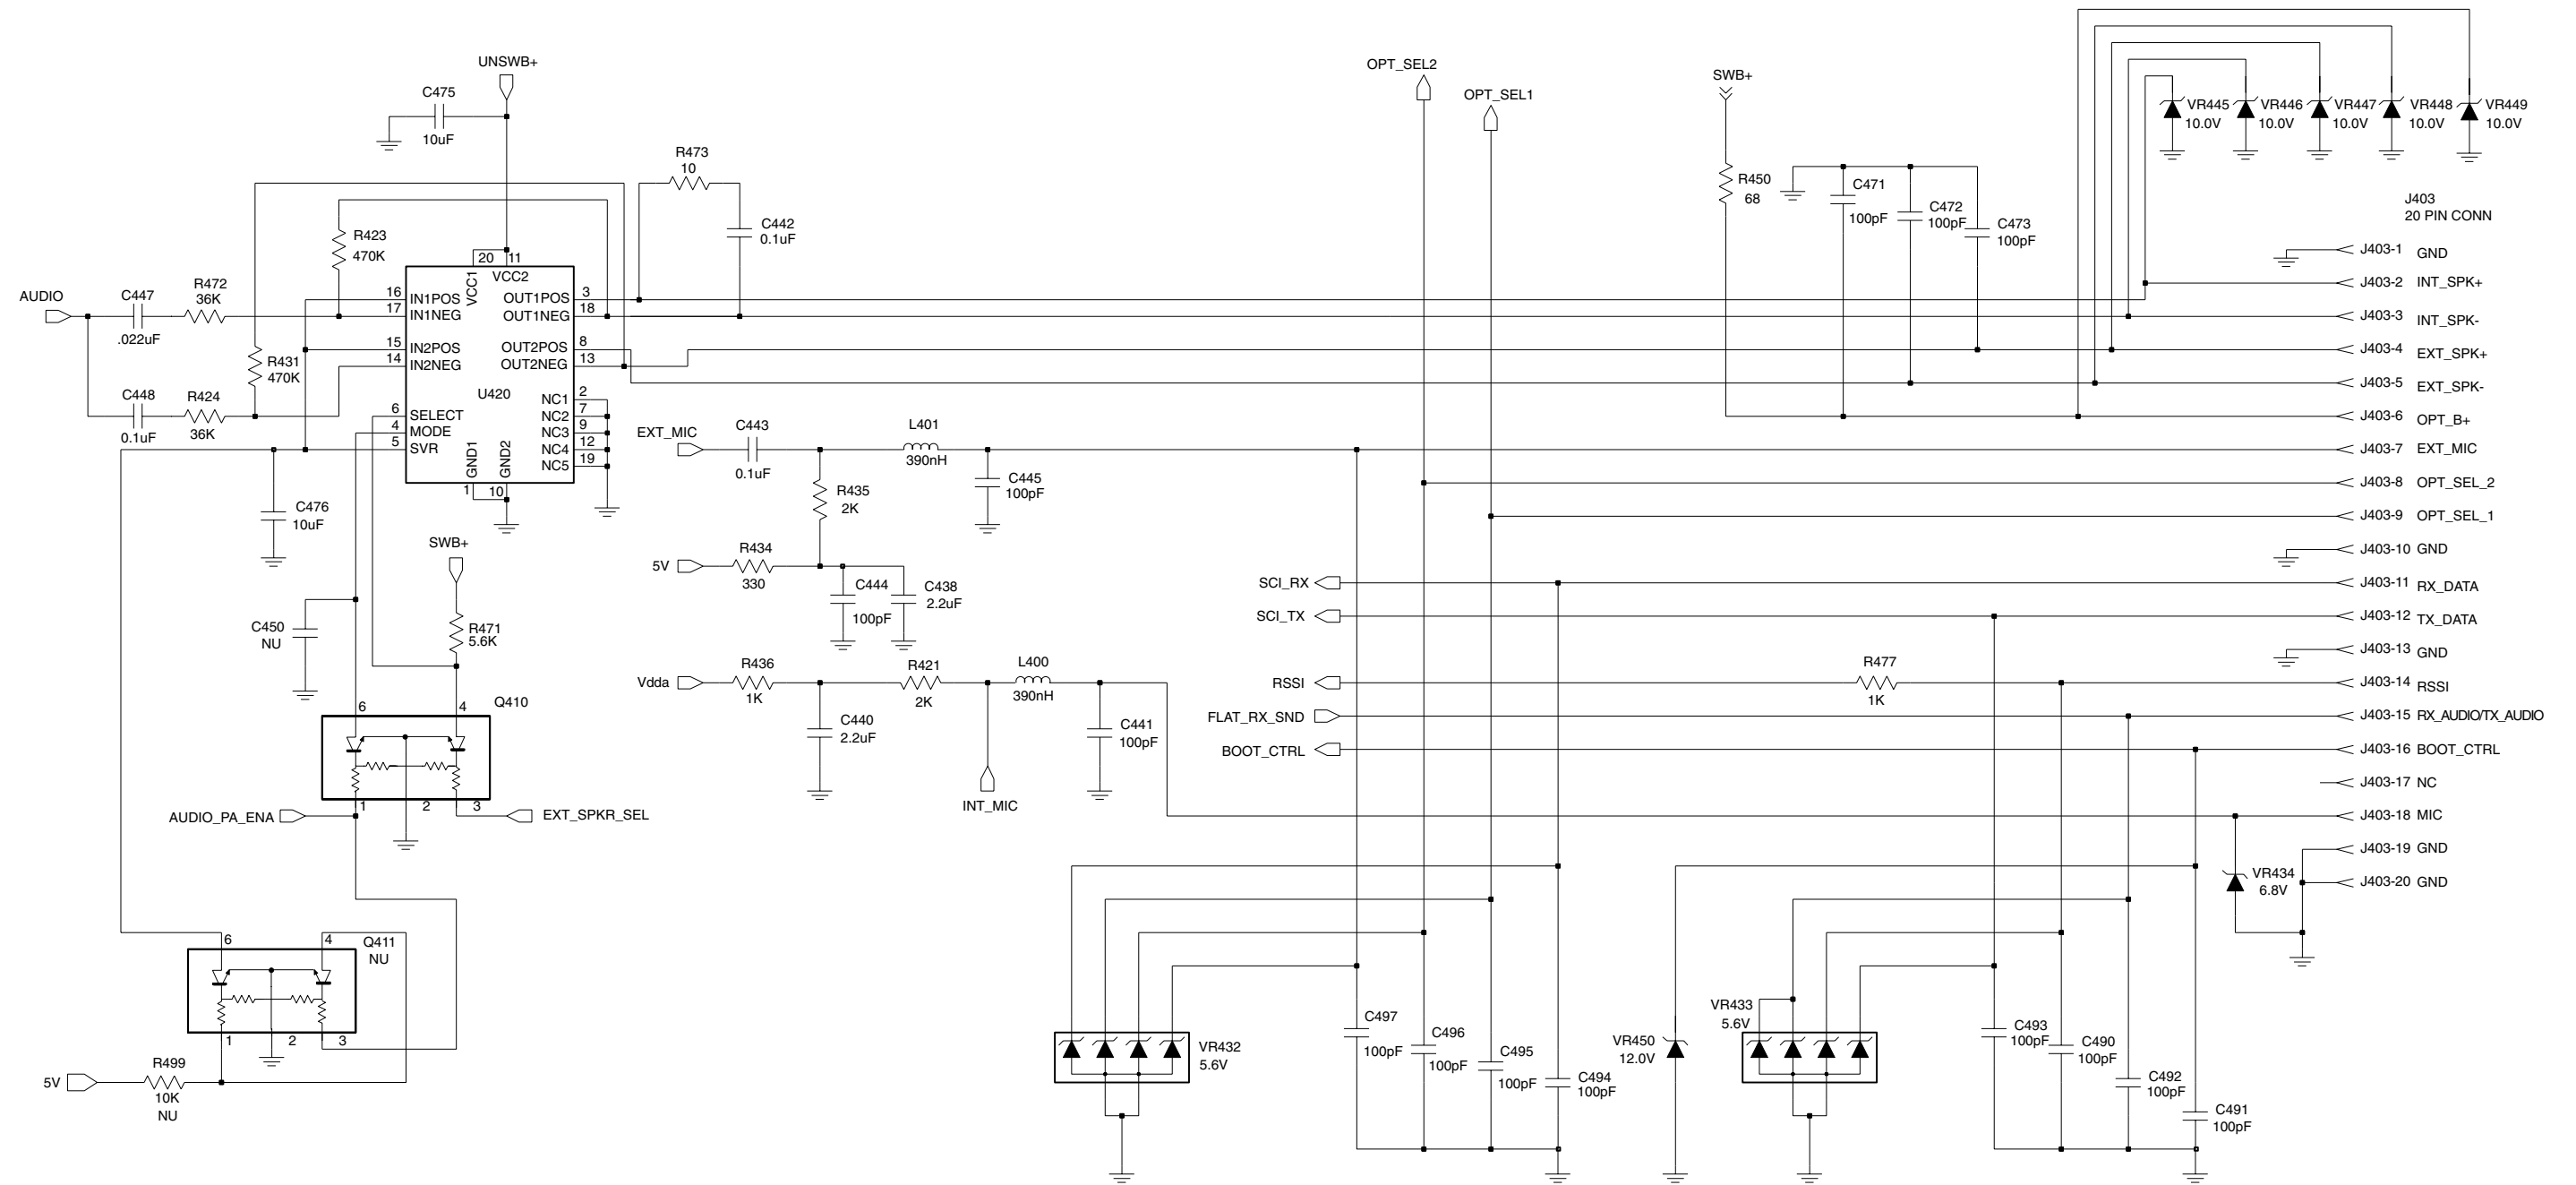 UNSWB+
C475
10uF
R473
10
C442
0.1uF
R423
470K
AUDIO
C447
.022uF
R472
36K
R431
470K
C448
0.1uF
R424
36K
20
11
VCC1
VCC2
16
IN1POS
17
IN1NEG
15
IN2POS
14
IN2NEG
6
SELECT
4
MODE
5
SVR
OUT1POS
3
OUT1NEG
18
OUT2POS
8
OUT2NEG
13
U420
NC1
2
NC2
7
NC3
9
NC4
12
NC5
19
GND1
GND2
1
10
C476
10uF
SWB+
R471
5.6K
C450
NU
Q410
6
4
1
2
3
AUDIO_PA_ENA
EXT_SPKR_SEL
Q411
NU
6
4
1
2
3
5V
R499
10K
NU
EXT_MIC
C443
0.1uF
L401
390nH
C445
100pF
R435
2K
5V
R434
330
C444
100pF
C438
2.2uF
Vdda
R436
1K
C440
2.2uF
R421
2K
L400
390nH
C441
100pF
INT_MIC
OPT_SEL2
OPT_SEL1
SWB+
R450
68
C471
100pF
C472
100pF
C473
100pF
VR445
10.0V
VR446
10.0V
VR447
10.0V
VR448
10.0V
VR449
10.0V
J403
20 PIN CONN
J403-1 GND
J403-2 INT_SPK+
J403-3 INT_SPK-
J403-4 EXT_SPK+
J403-5 EXT_SPK-
J403-6 OPT_B+
J403-7 EXT_MIC
J403-8 OPT_SEL_2
J403-9 OPT_SEL_1
J403-10 GND
J403-11 RX_DATA
J403-12 TX_DATA
J403-13 GND
J403-14 RSSI
J403-15 RX_AUDIO/TX_AUDIO
J403-16 BOOT_CTRL
J403-17 NC
J403-18 MIC
J403-19 GND
J403-20 GND
SCI_RX
SCI_TX
RSSI
R477
1K
FLAT_RX_SND
BOOT_CTRL
VR434
6.8V
VR432
5.6V
C497
100pF
C496
100pF
C495
100pF
C494
100pF
VR450
12.0V
VR433
5.6V
C493
100pF
C490
100pF
C492
100pF
C491
100pF